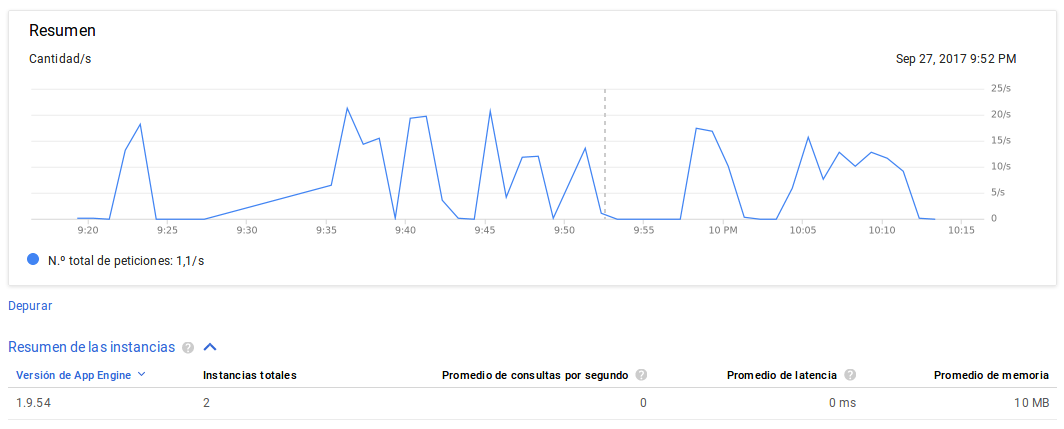 Resumen
Cantidad/s Sep 27, 2017 9:52 PM
25/s
20/s
15/s
10/s
5/s
0
9:20 9:25 9:30 9:35 9:40 9:45 9:50 9:55 10 PM 10:05 10:10 10:15
N.º total de peticiones: 1,1/s
Depurar
Resumen de las instancias ?
Versión de App Engine Instancias totales Promedio de consultas por segundo ? Promedio de latencia ? Promedio de memoria
1.9.54 2 0 0 ms 10 MB